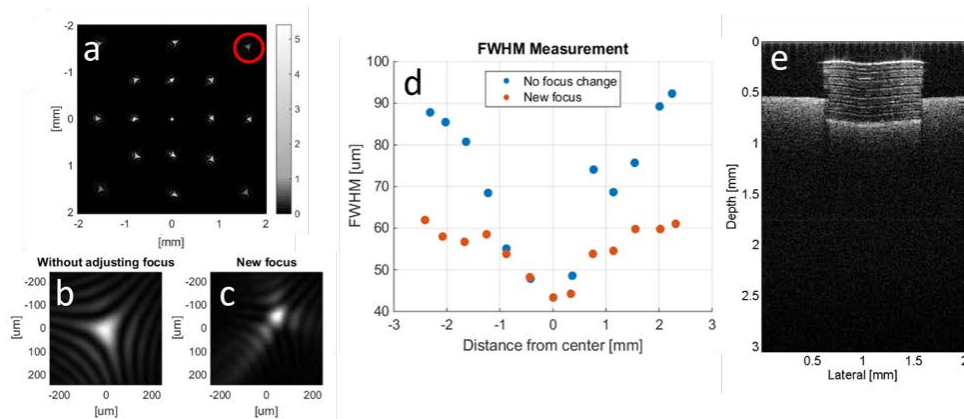 a
-2
-1
0
1
2
[mm]
-2 -1 0 1 2
[mm]
5
4
3
2
1
0
Without adjusting focus
b
-200
-100
0
100
200
[um]
-200 0 200
[um]
New focus
c
-200
-100
0
100
200
-200 0 200
[um]
FWHM Measurement
d
No focus change
New focus
100
90
80
70
60
50
40
FWHM [um]
-3 -2 -1 0 1 2 3
Distance from center [mm]
e
0
0.5
1
1.5
2
2.5
3
Depth [mm]
0.5 1 1.5 2
Lateral [mm]